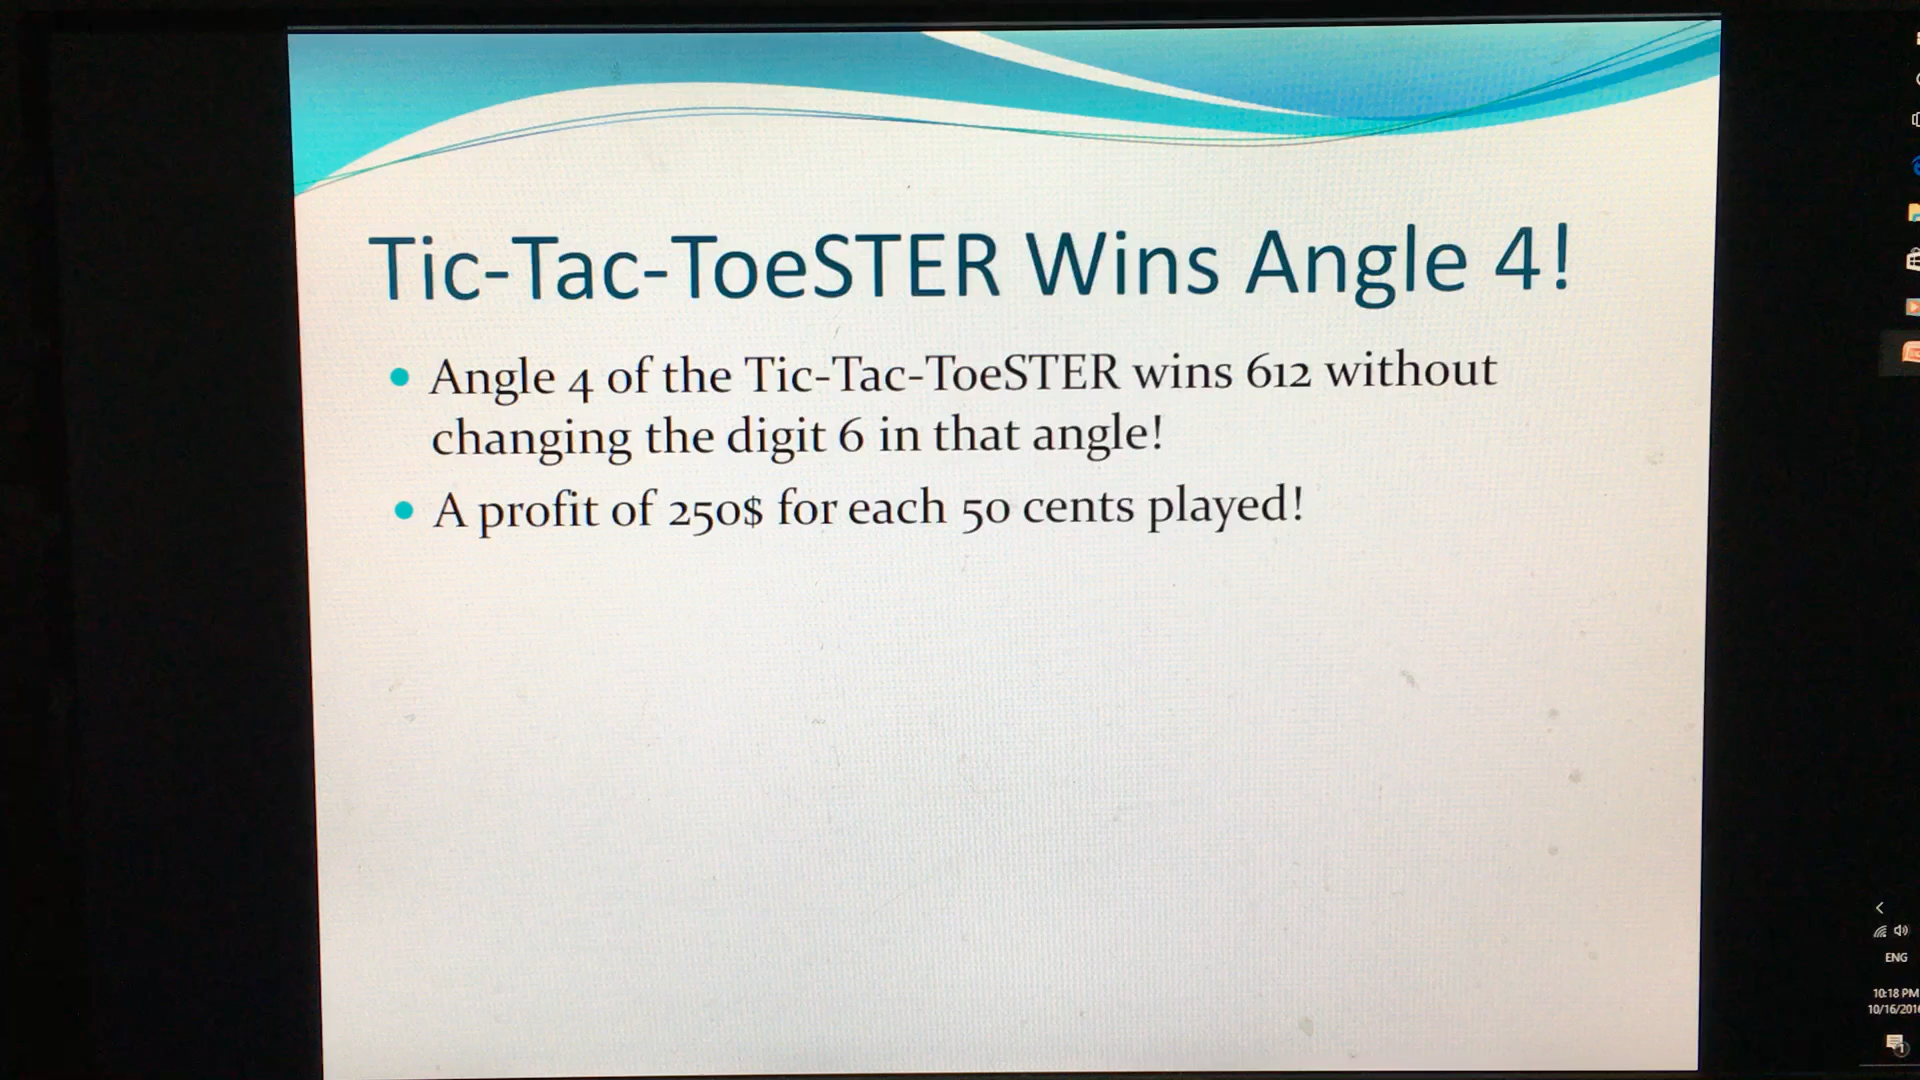 Tic-Tac-ToeSTER Wins Angle 4!
Angle 4 of the Tic-Tac-ToeSTER wins 612 without
changing the digit 6 in that angle!
A profit of 250$ for each 50 cents played!
ENG
10:18 PM
10/16/201